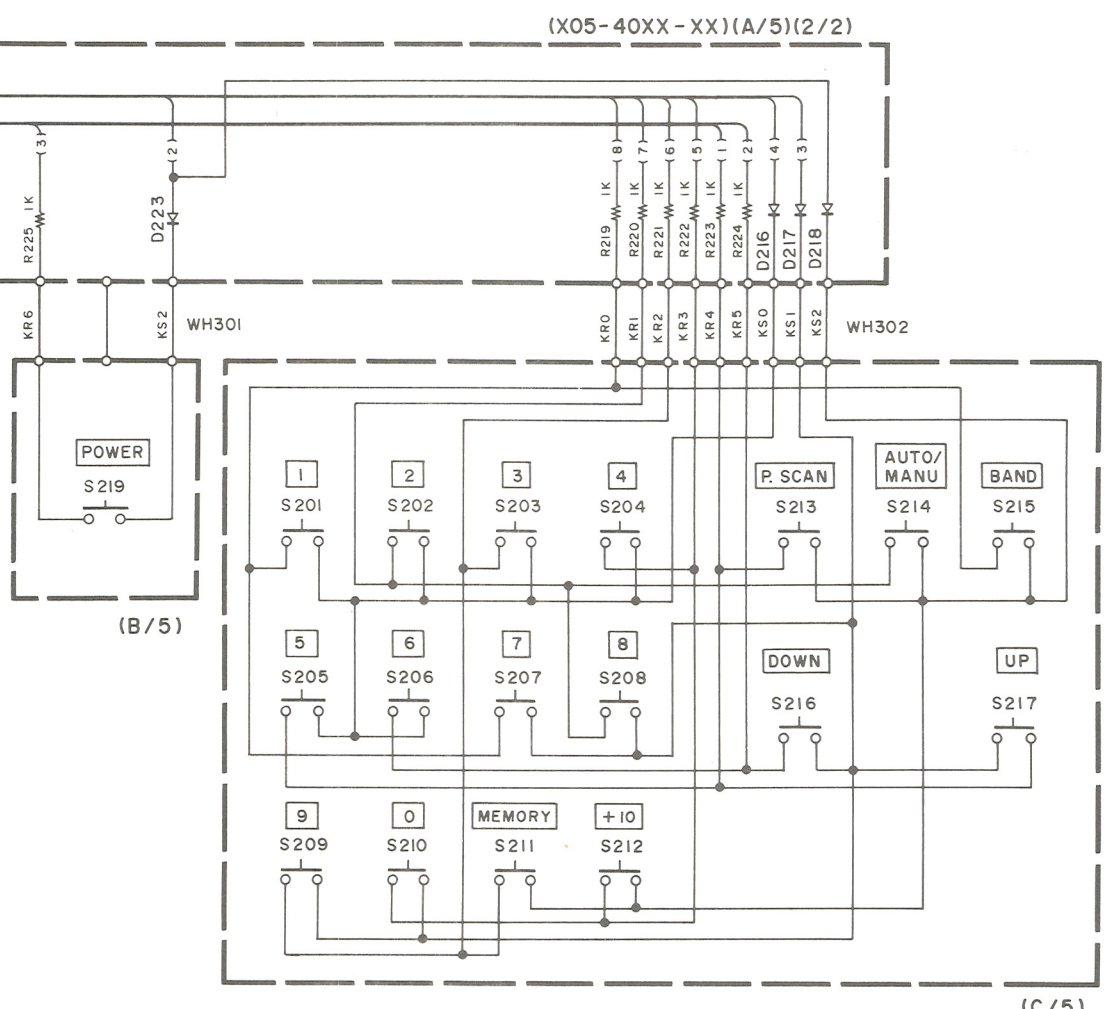 (X05-40XX-XX)(A/5)(2/2)
(3)
(2)
(8)
(7)
(6)
(5)
(1)
(2)
(4)
(3)
R225 1K
D223
R219 1K
R220 1K
R221 1K
R222 1K
R223 1K
R224 1K
D216
D217
D218
KR6
KS2
WH301
KR0
KR1
KR2
KR3
KR4
KR5
KS0
KS1
KS2
WH302
POWER
S219
(B/5)
1
2
3
4
P. SCAN
AUTO/
MANU
BAND
S201
S202
S203
S204
S213
S214
S215
5
6
7
8
DOWN
UP
S205
S206
S207
S208
S216
S217
9
0
MEMORY
+10
S209
S210
S211
S212
(C/5)